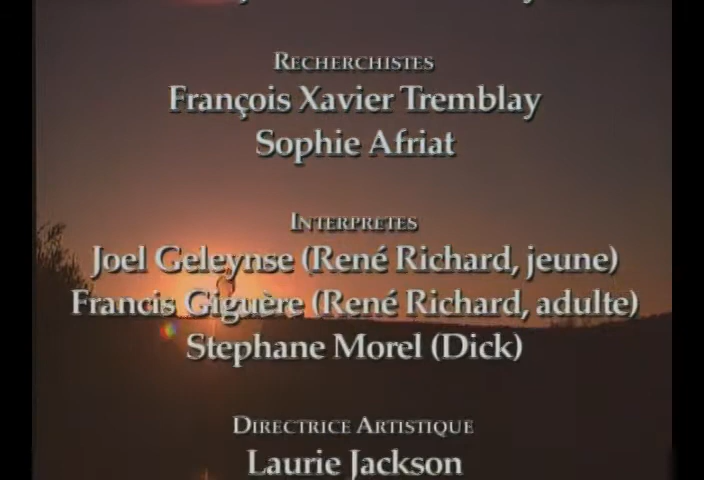 Recherchistes
François Xavier Tremblay
Sophie Afriat
Interpretes
Joel Geleynse (René Richard, jeune)
Francis Giguère (René Richard, adulte)
Stephane Morel (Dick)
Directrice Artistique
Laurie Jackson